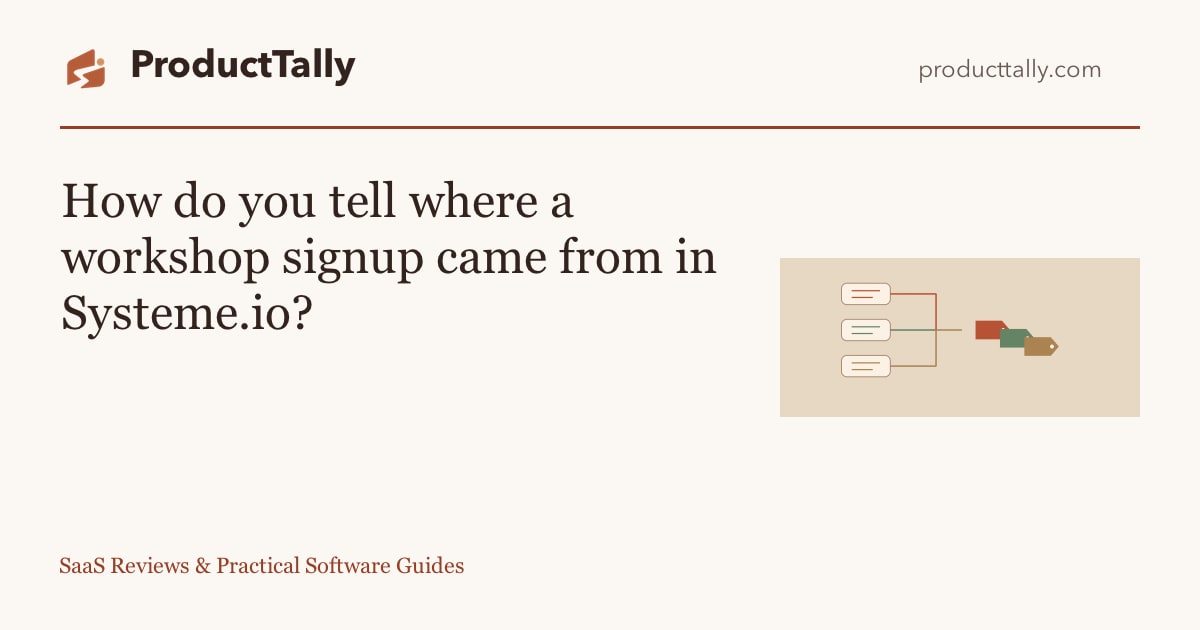 ProductTally
producttally.com
How do you tell where a
workshop signup came from in
Systeme.io?
SaaS Reviews & Practical Software Guides